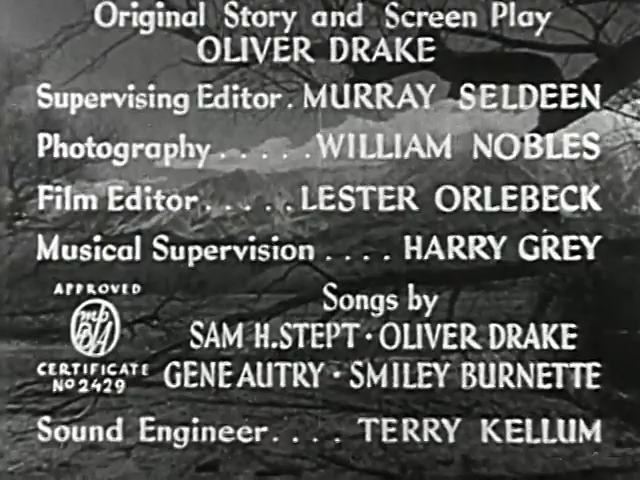 Original Story and Screen Play
OLIVER DRAKE
Supervising Editor. MURRAY SELDEEN
Photography.....WILLIAM NOBLES
Film Editor.....LESTER ORLEBECK
Musical Supervision....HARRY GREY
APPROVED
MPPDA
CERTIFICATE
No 2429
Songs by
SAM H. STEPT · OLIVER DRAKE
GENE AUTRY · SMILEY BURNETTE
Sound Engineer....TERRY KELLUM